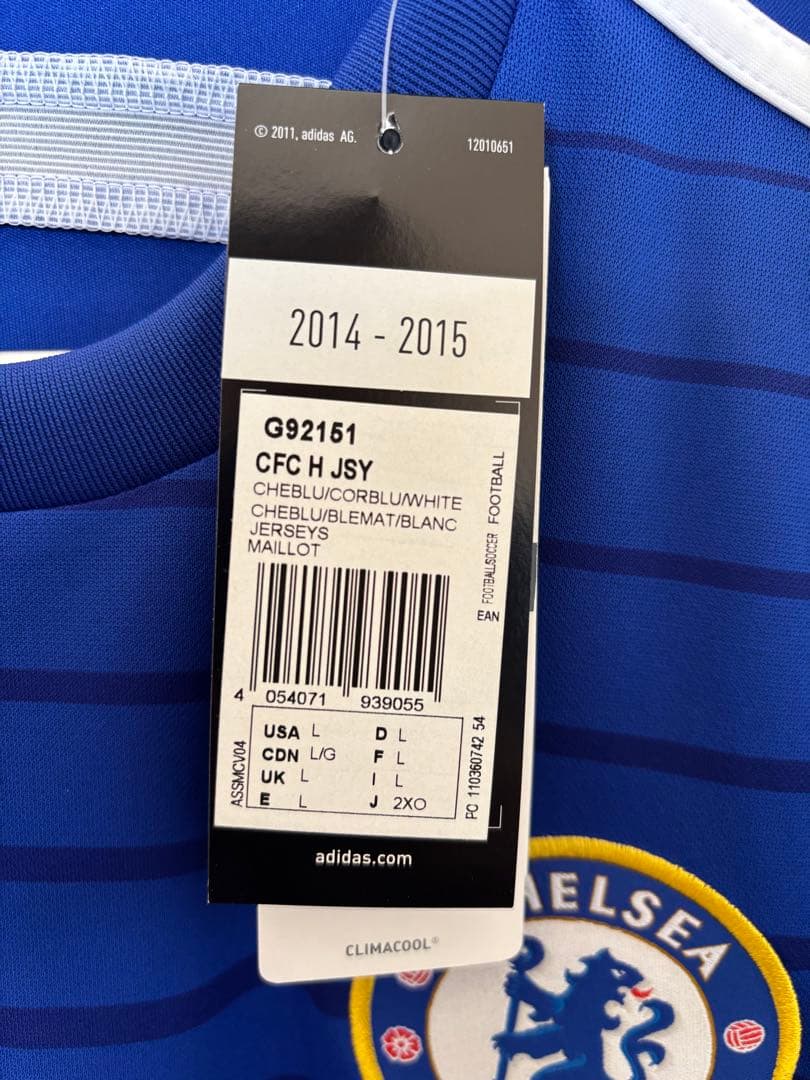 © 2011, adidas AG.
12010651
2014 - 2015
G92151
CFC H JSY
CHEBLU/CORBLU/WHITE
CHEBLU/BLEMAT/BLANC
JERSEYS
MAILLOT
EAN FOOTBALL/SOCCER FOOTBALL
4 054071 939055
ASSMCV04
USA L D L
CDN L/G F L
UK L I L
E L J 2XO
PC 110360742 54
adidas.com
CLIMACOOL®
HELSEA